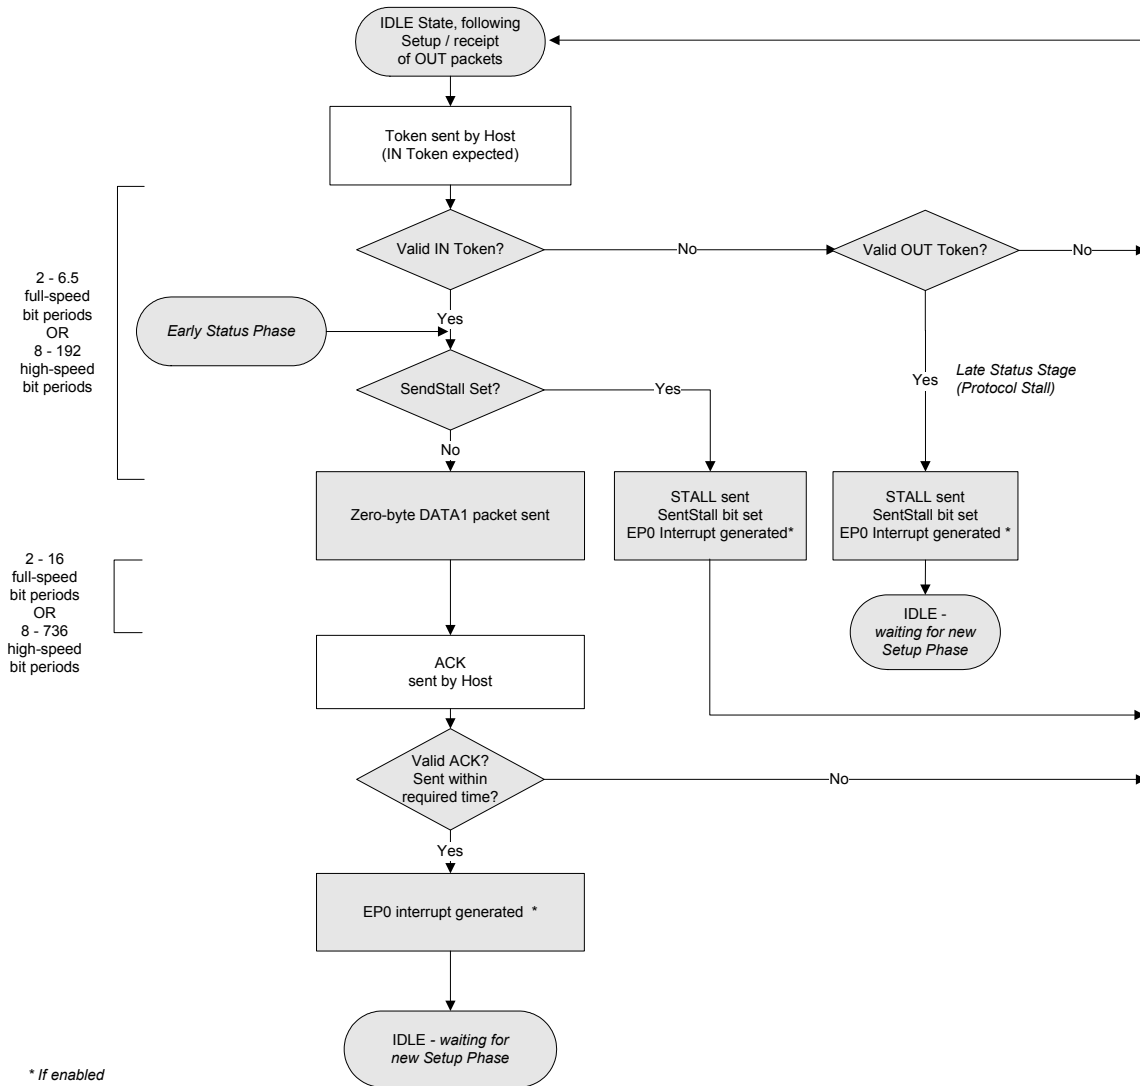 IDLE State, following
Setup / receipt
of OUT packets
Token sent by Host
(IN Token expected)
Valid IN Token?
No
Valid OUT Token?
No
2 - 6.5
full-speed
bit periods
OR
8 - 192
high-speed
bit periods
Yes
Early Status Phase
SendStall Set?
Yes
Yes
Late Status Stage
(Protocol Stall)
No
Zero-byte DATA1 packet sent
STALL sent
SentStall bit set
EP0 Interrupt generated*
STALL sent
SentStall bit set
EP0 Interrupt generated *
2 - 16
full-speed
bit periods
OR
8 - 736
high-speed
bit periods
IDLE -
waiting for new
Setup Phase
ACK
sent by Host
Valid ACK?
Sent within
required time?
No
Yes
EP0 interrupt generated *
IDLE - waiting for
new Setup Phase
* If enabled